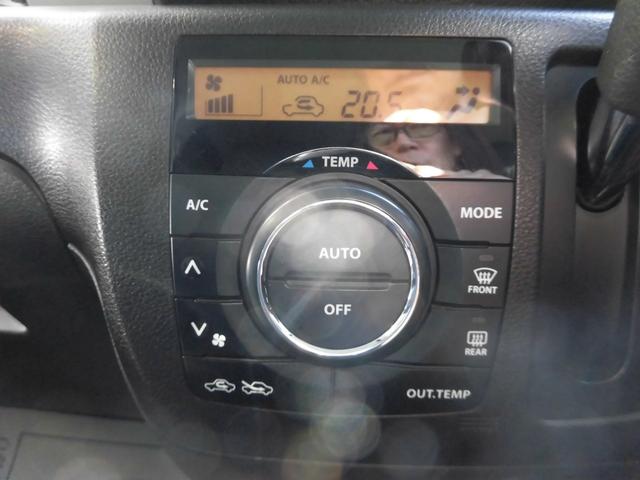 AUTO A/C
20.5
TEMP
A/C
MODE
AUTO
OFF
FRONT
REAR
OUT.TEMP